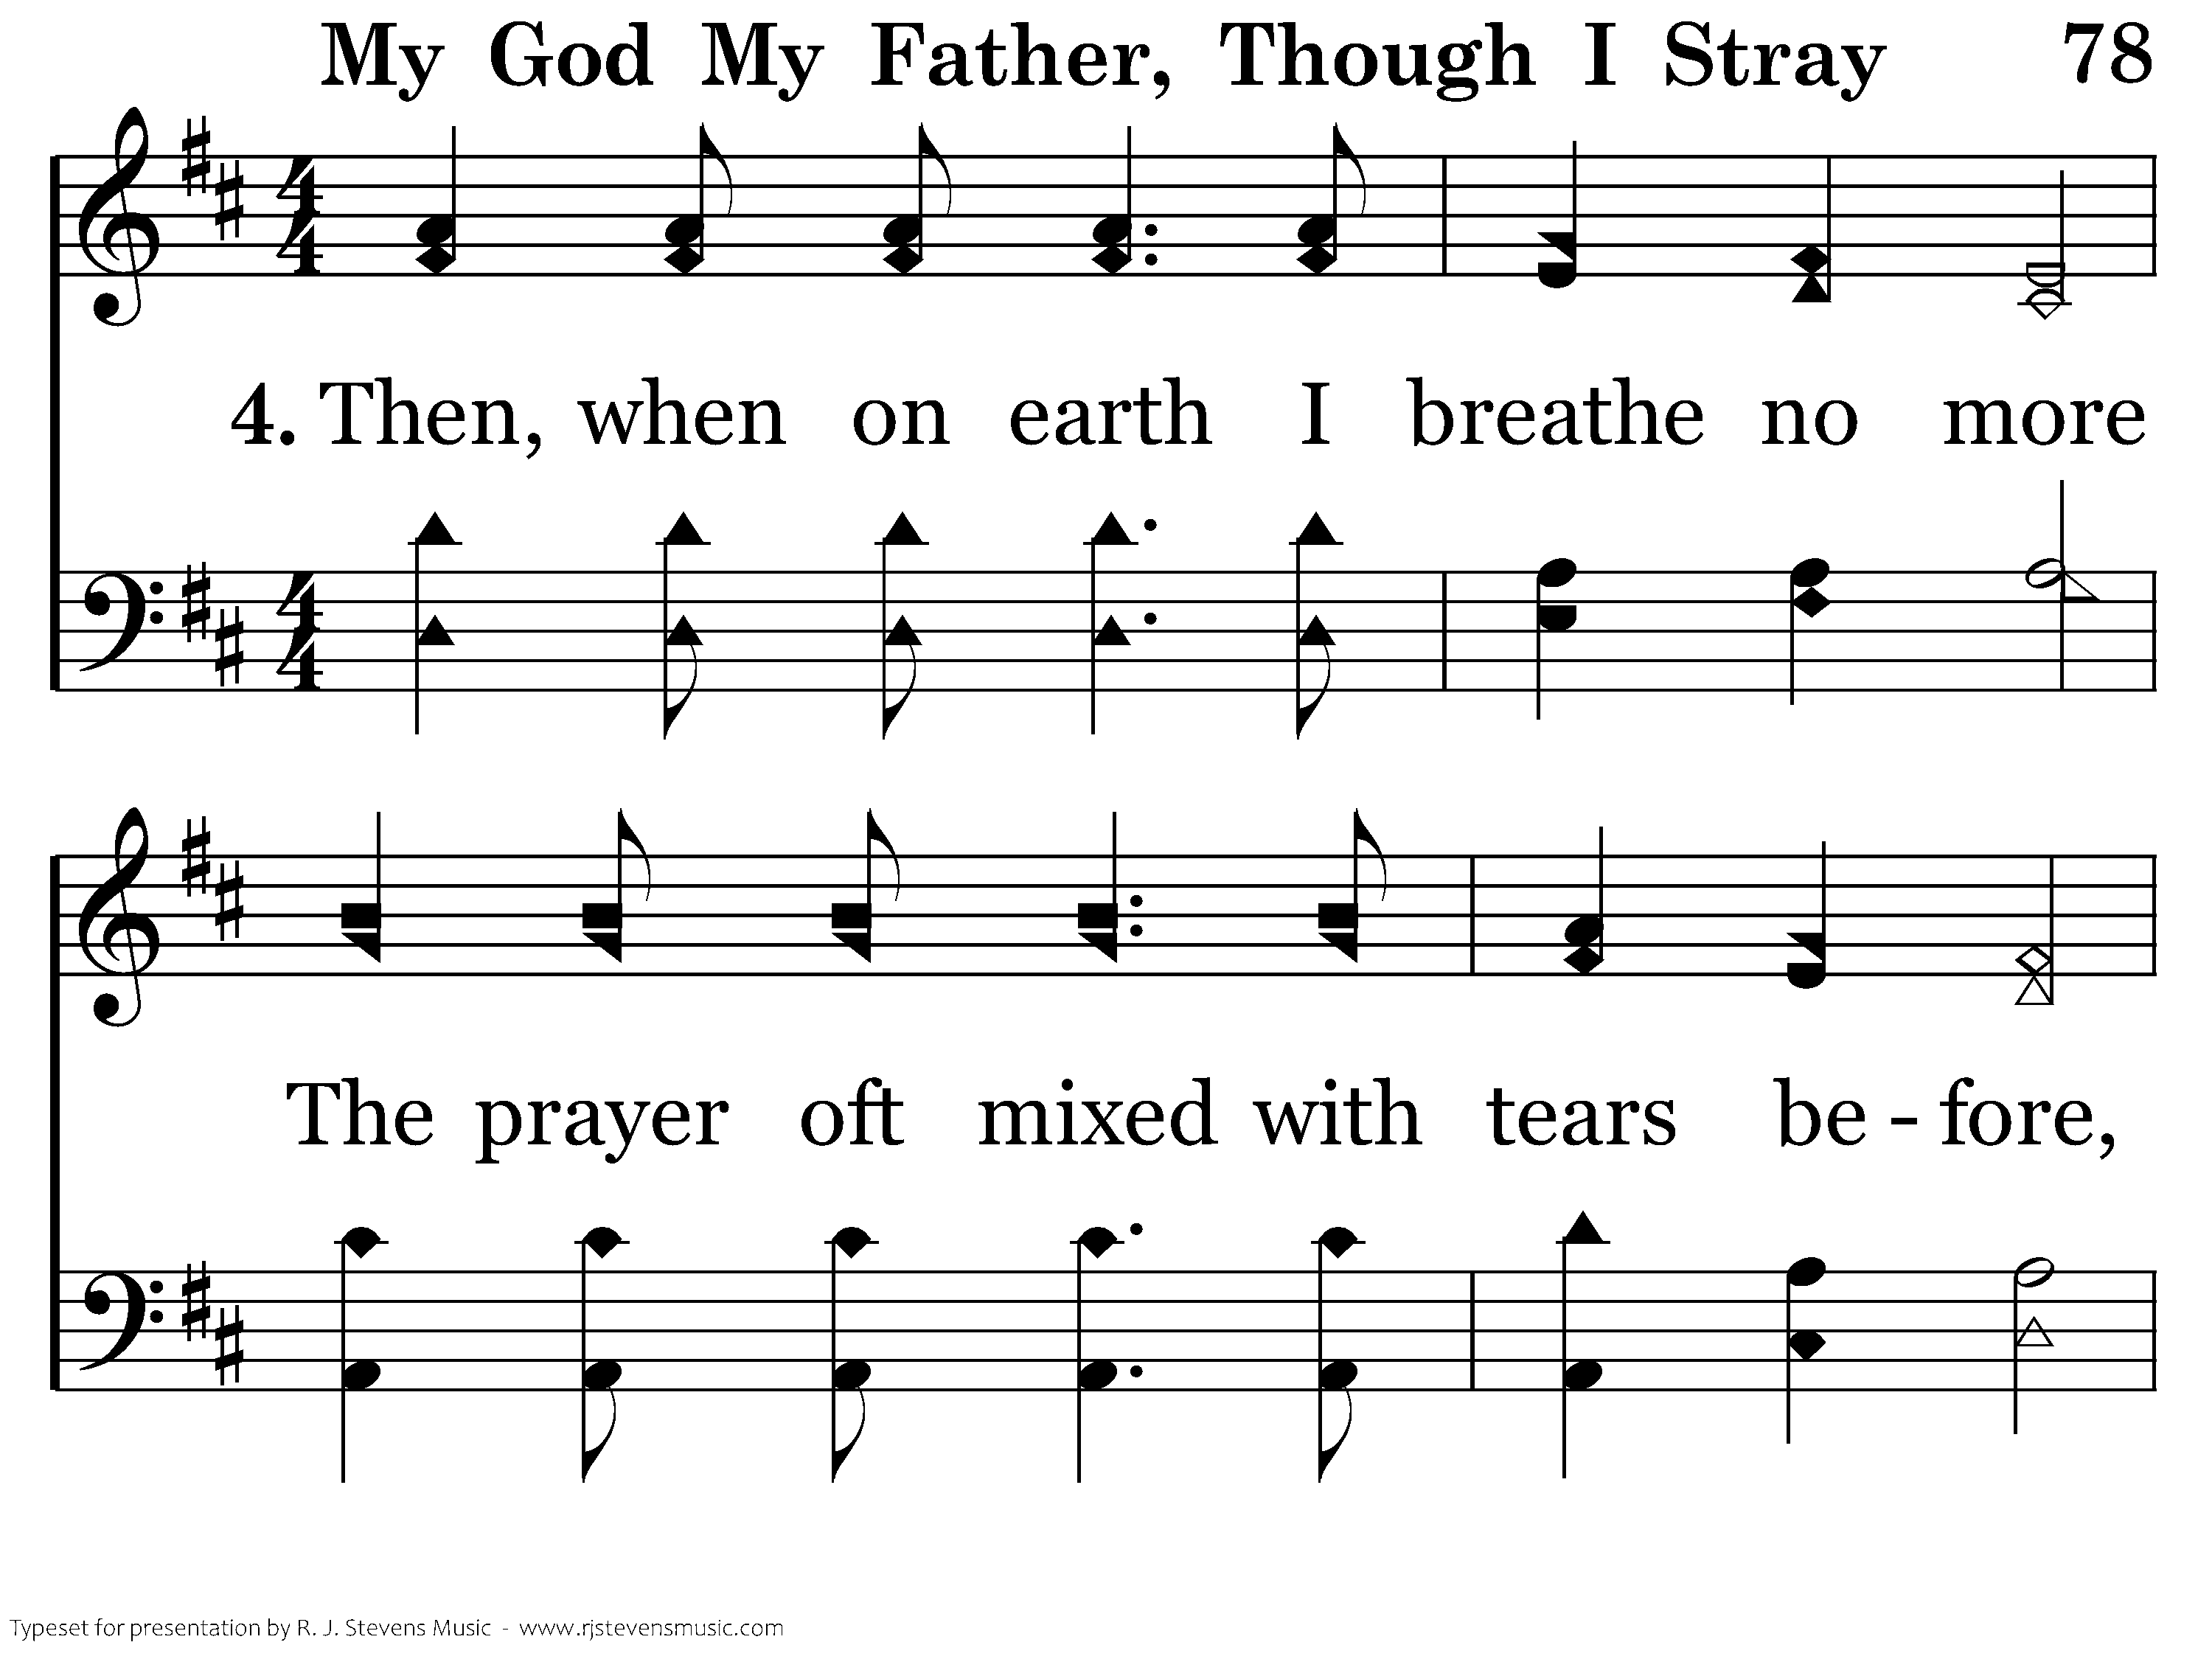 My God My Father, Though I Stray 78
4. Then, when on earth I breathe no more
The prayer oft mixed with tears be - fore,
Typeset for presentation by R. J. Stevens Music - www.rjstevensmusic.com